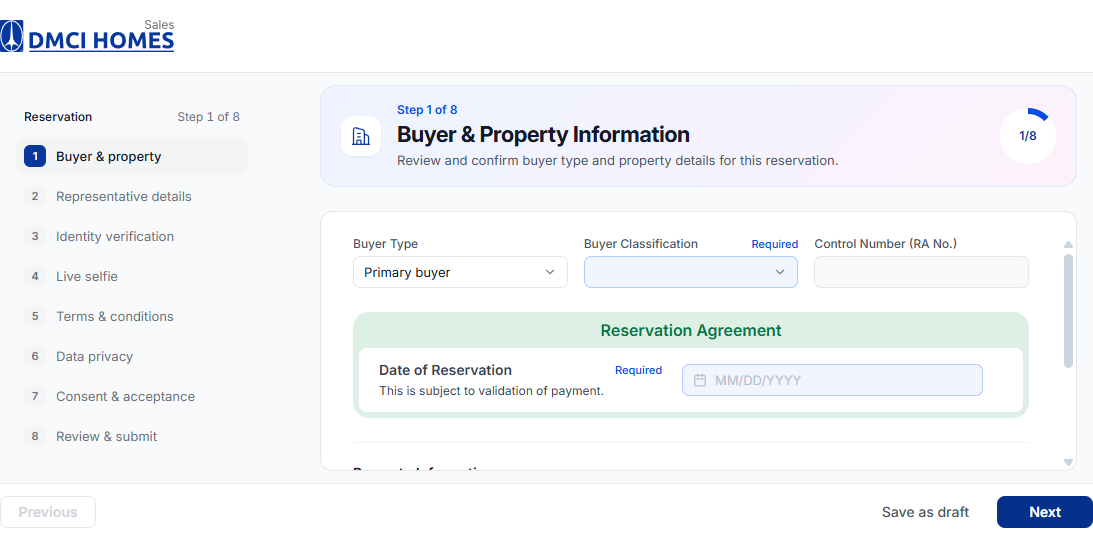 Sales
DMCI HOMES
Reservation Step 1 of 8
1 Buyer & property
2 Representative details
3 Identity verification
4 Live selfie
5 Terms & conditions
6 Data privacy
7 Consent & acceptance
8 Review & submit
Step 1 of 8
Buyer & Property Information
Review and confirm buyer type and property details for this reservation.
1/8
Buyer Type
Primary buyer
Buyer Classification Required
Control Number (RA No.)
Reservation Agreement
Date of Reservation Required
This is subject to validation of payment.
MM/DD/YYYY
Previous
Save as draft
Next